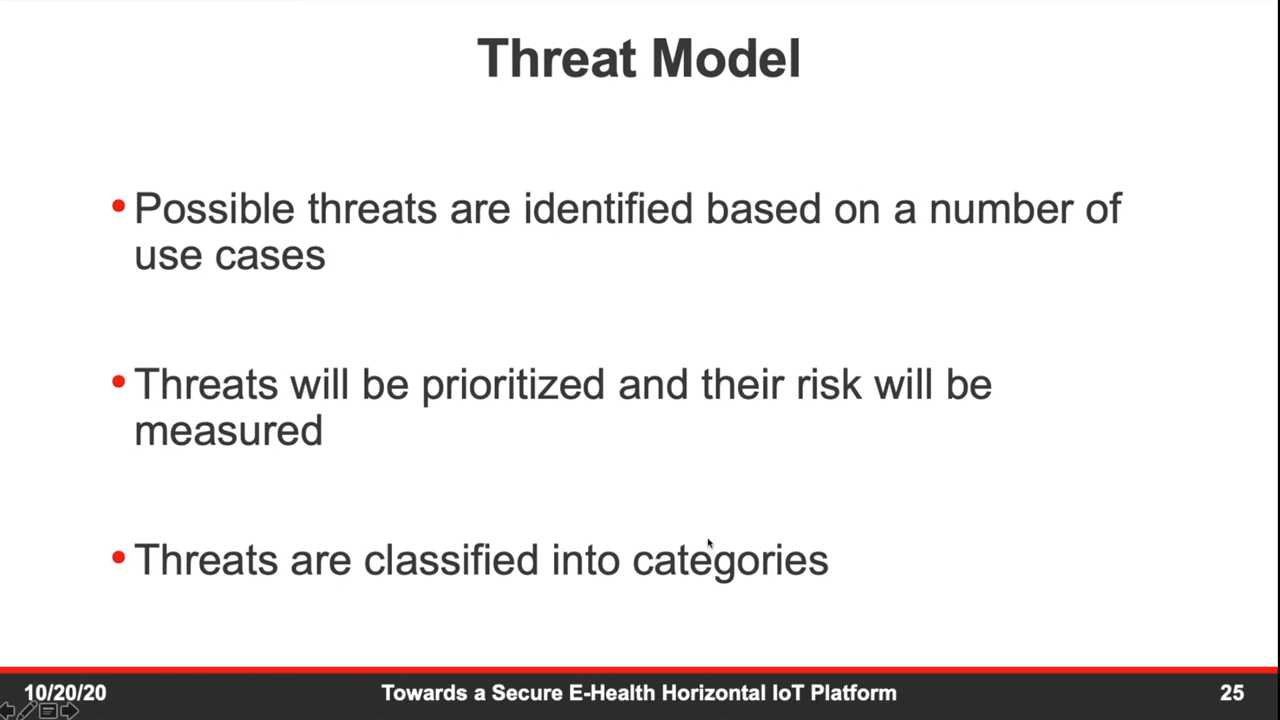 Threat Model
• Possible threats are identified based on a number of
use cases
• Threats will be prioritized and their risk will be
measured
• Threats are classified into categories
10/20/20
Towards a Secure E-Health Horizontal IoT Platform
25